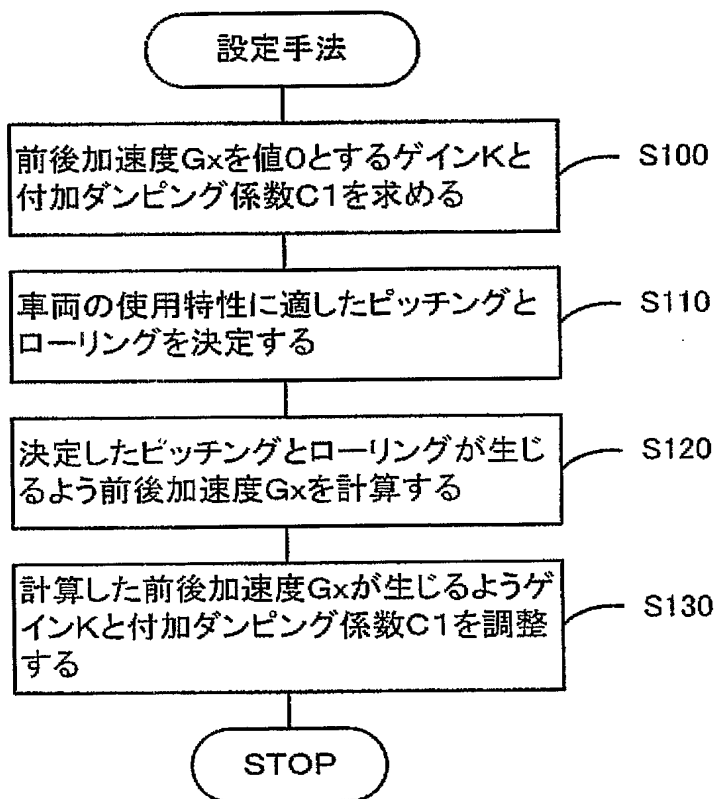 設定手法
前後加速度Gxを値0とするゲインKと
付加ダンピング係数C1を求める
S100
車両の使用特性に適したピッチングと
ローリングを決定する
S110
決定したピッチングとローリングが生じ
るよう前後加速度Gxを計算する
S120
計算した前後加速度Gxが生じるようゲ
インKと付加ダンピング係数C1を調整
する
S130
STOP